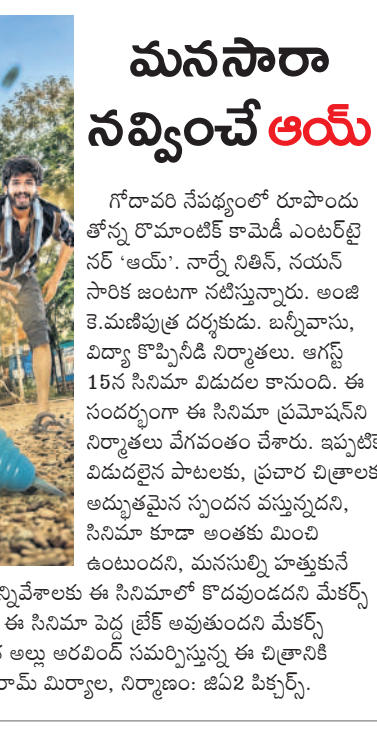 మనసారా
నవ్వించే ఆయ్
గోదావరి నేపథ్యంలో రూపొందు
తోన్న రొమాంటిక్ కామెడీ ఎంటర్‌టై
నర్ ‘ఆయ్’. నార్నే నితిన్, నయన్
సారిక జంటగా నటిస్తున్నారు. అంజి
కె.మణిపుత్ర దర్శకుడు. బన్నీవాసు,
విద్యా కొప్పినీడి నిర్మాతలు. ఆగస్ట్
15న సినిమా విడుదల కానుంది. ఈ
సందర్భంగా ఈ సినిమా ప్రమోషన్‌ని
నిర్మాతలు వేగవంతం చేశారు. ఇప్పటికే
విడుదలైన పాటలకు, ప్రచార చిత్రాలక
అద్భుతమైన స్పందన వస్తున్నదని,
సినిమా కూడా అంతకు మించి
ఉంటుందని, మనసుల్ని హత్తుకునే
న్నివేశాలకు ఈ సినిమాలో కొదవుండదని మేకర్స్
ఈ సినిమా పెద్ద బ్రేక్ అవుతుందని మేకర్స్
అల్లు అరవింద్ సమర్పిస్తున్న ఈ చిత్రానికి
రామ్ మిర్యాల, నిర్మాణం: జిఏ2 పిక్చర్స్.